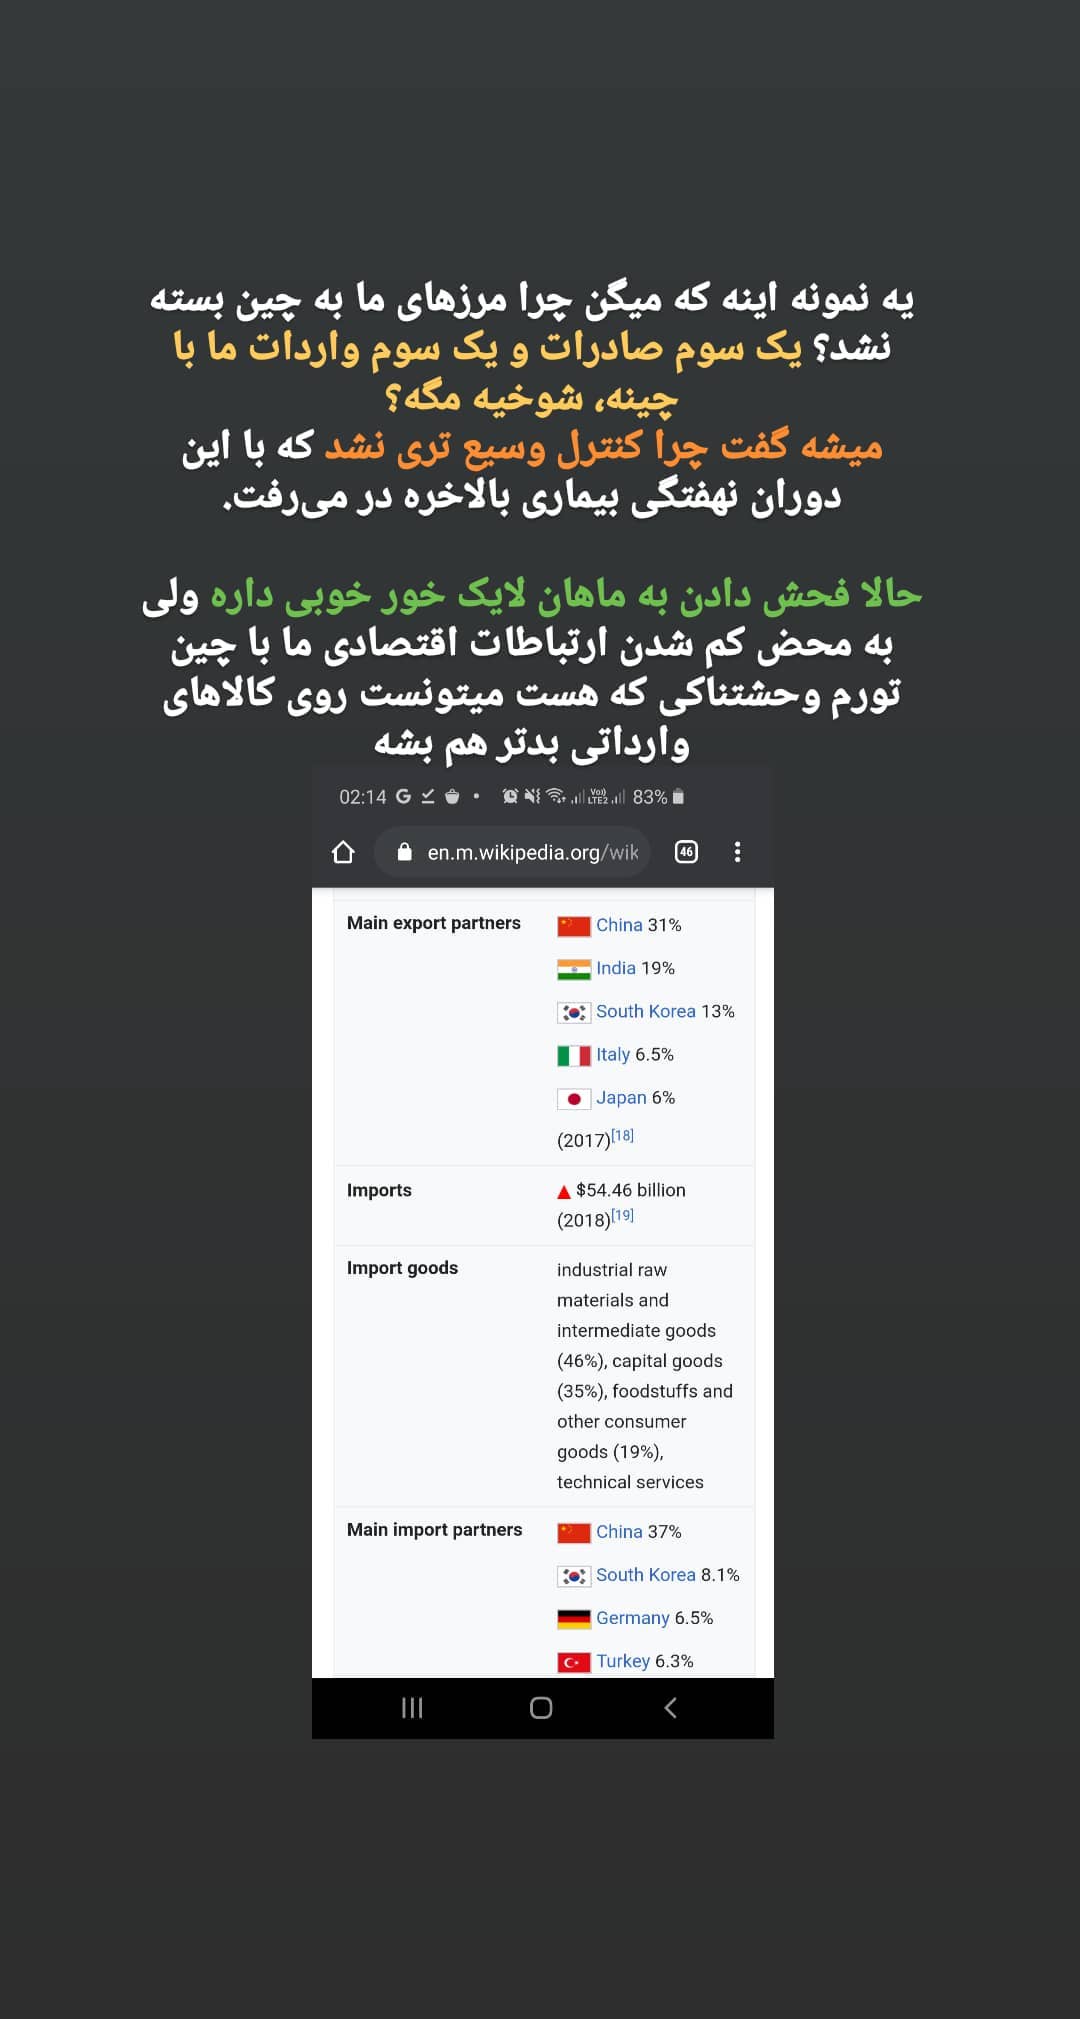 یه نمونه اینه که میگن چرا مرزهای ما به چین بسته
نشد؟ یک سوم صادرات و یک سوم واردات ما با
چینه، شوخیه مگه؟
میشه گفت چرا کنترل وسیع تری نشد که با این
دوران نهفتگی بیماری بالاخره در می‌رفت.
حالا فحش دادن به ماهان لایک خور خوبی داره ولی
به محض کم شدن ارتباطات اقتصادی ما با چین
تورم وحشتناکی که هست میتونست روی کالاهای
وارداتی بدتر هم بشه
02:14 G 83%
Vo))
LTE2
en.m.wikipedia.org/wik 46
Main export partners China 31%
India 19%
South Korea 13%
Italy 6.5%
Japan 6%
(2017)[18]
Imports ▲ $54.46 billion
(2018)[19]
Import goods industrial raw
materials and
intermediate goods
(46%), capital goods
(35%), foodstuffs and
other consumer
goods (19%),
technical services
Main import partners China 37%
South Korea 8.1%
Germany 6.5%
Turkey 6.3%